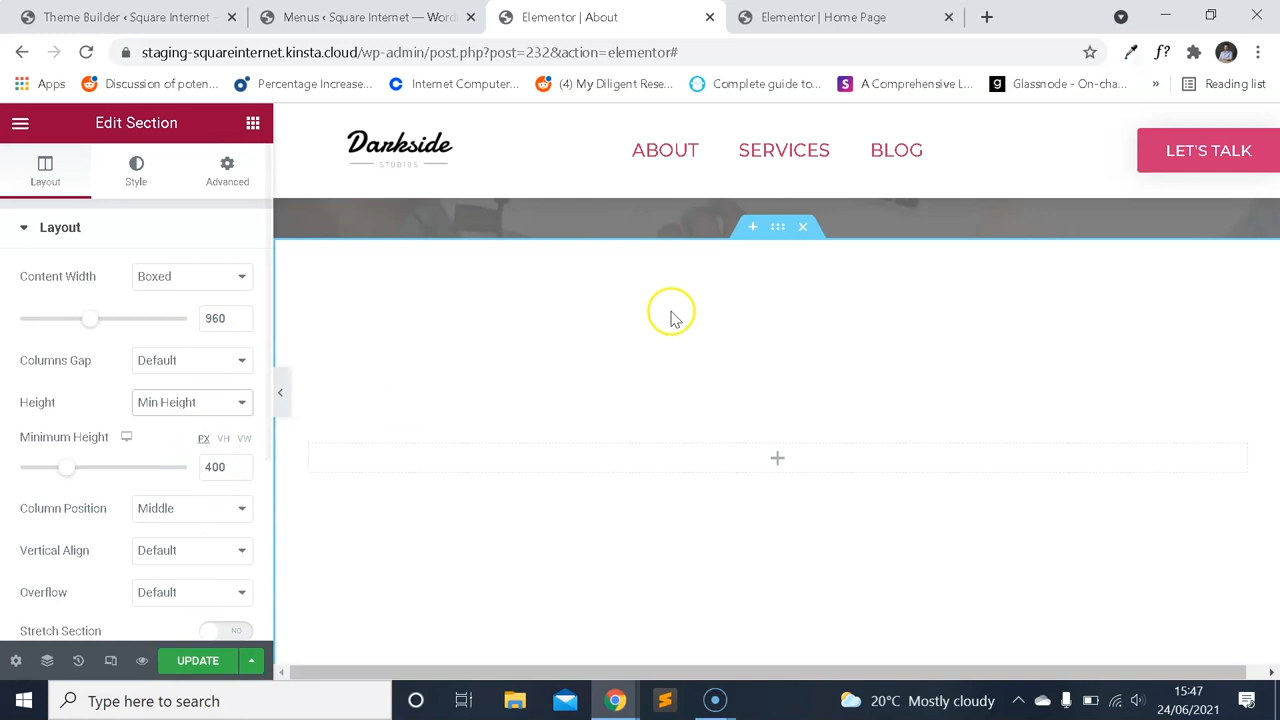 Theme Builder ‹ Square Internet -
Menus ‹ Square Internet — Word
Elementor | About
Elementor | Home Page
staging-squareinternet.kinsta.cloud/wp-admin/post.php?post=232&action=elementor#
f?
Apps
Discussion of poten...
Percentage Increase...
Internet Computer...
(4) My Diligent Rese...
Complete guide to...
A Comprehensive L...
g
Glassnode - On-cha...
»
Reading list
Edit Section
Layout
Style
Advanced
Layout
Content Width
Boxed
960
Columns Gap
Default
Height
Min Height
Minimum Height
PX VH VW
400
Column Position
Middle
Vertical Align
Default
Overflow
Default
Stretch Section
NO
UPDATE
Darkside
STUDIOS
ABOUT
SERVICES
BLOG
LET'S TALK
Type here to search
20°C Mostly cloudy
15:47
24/06/2021